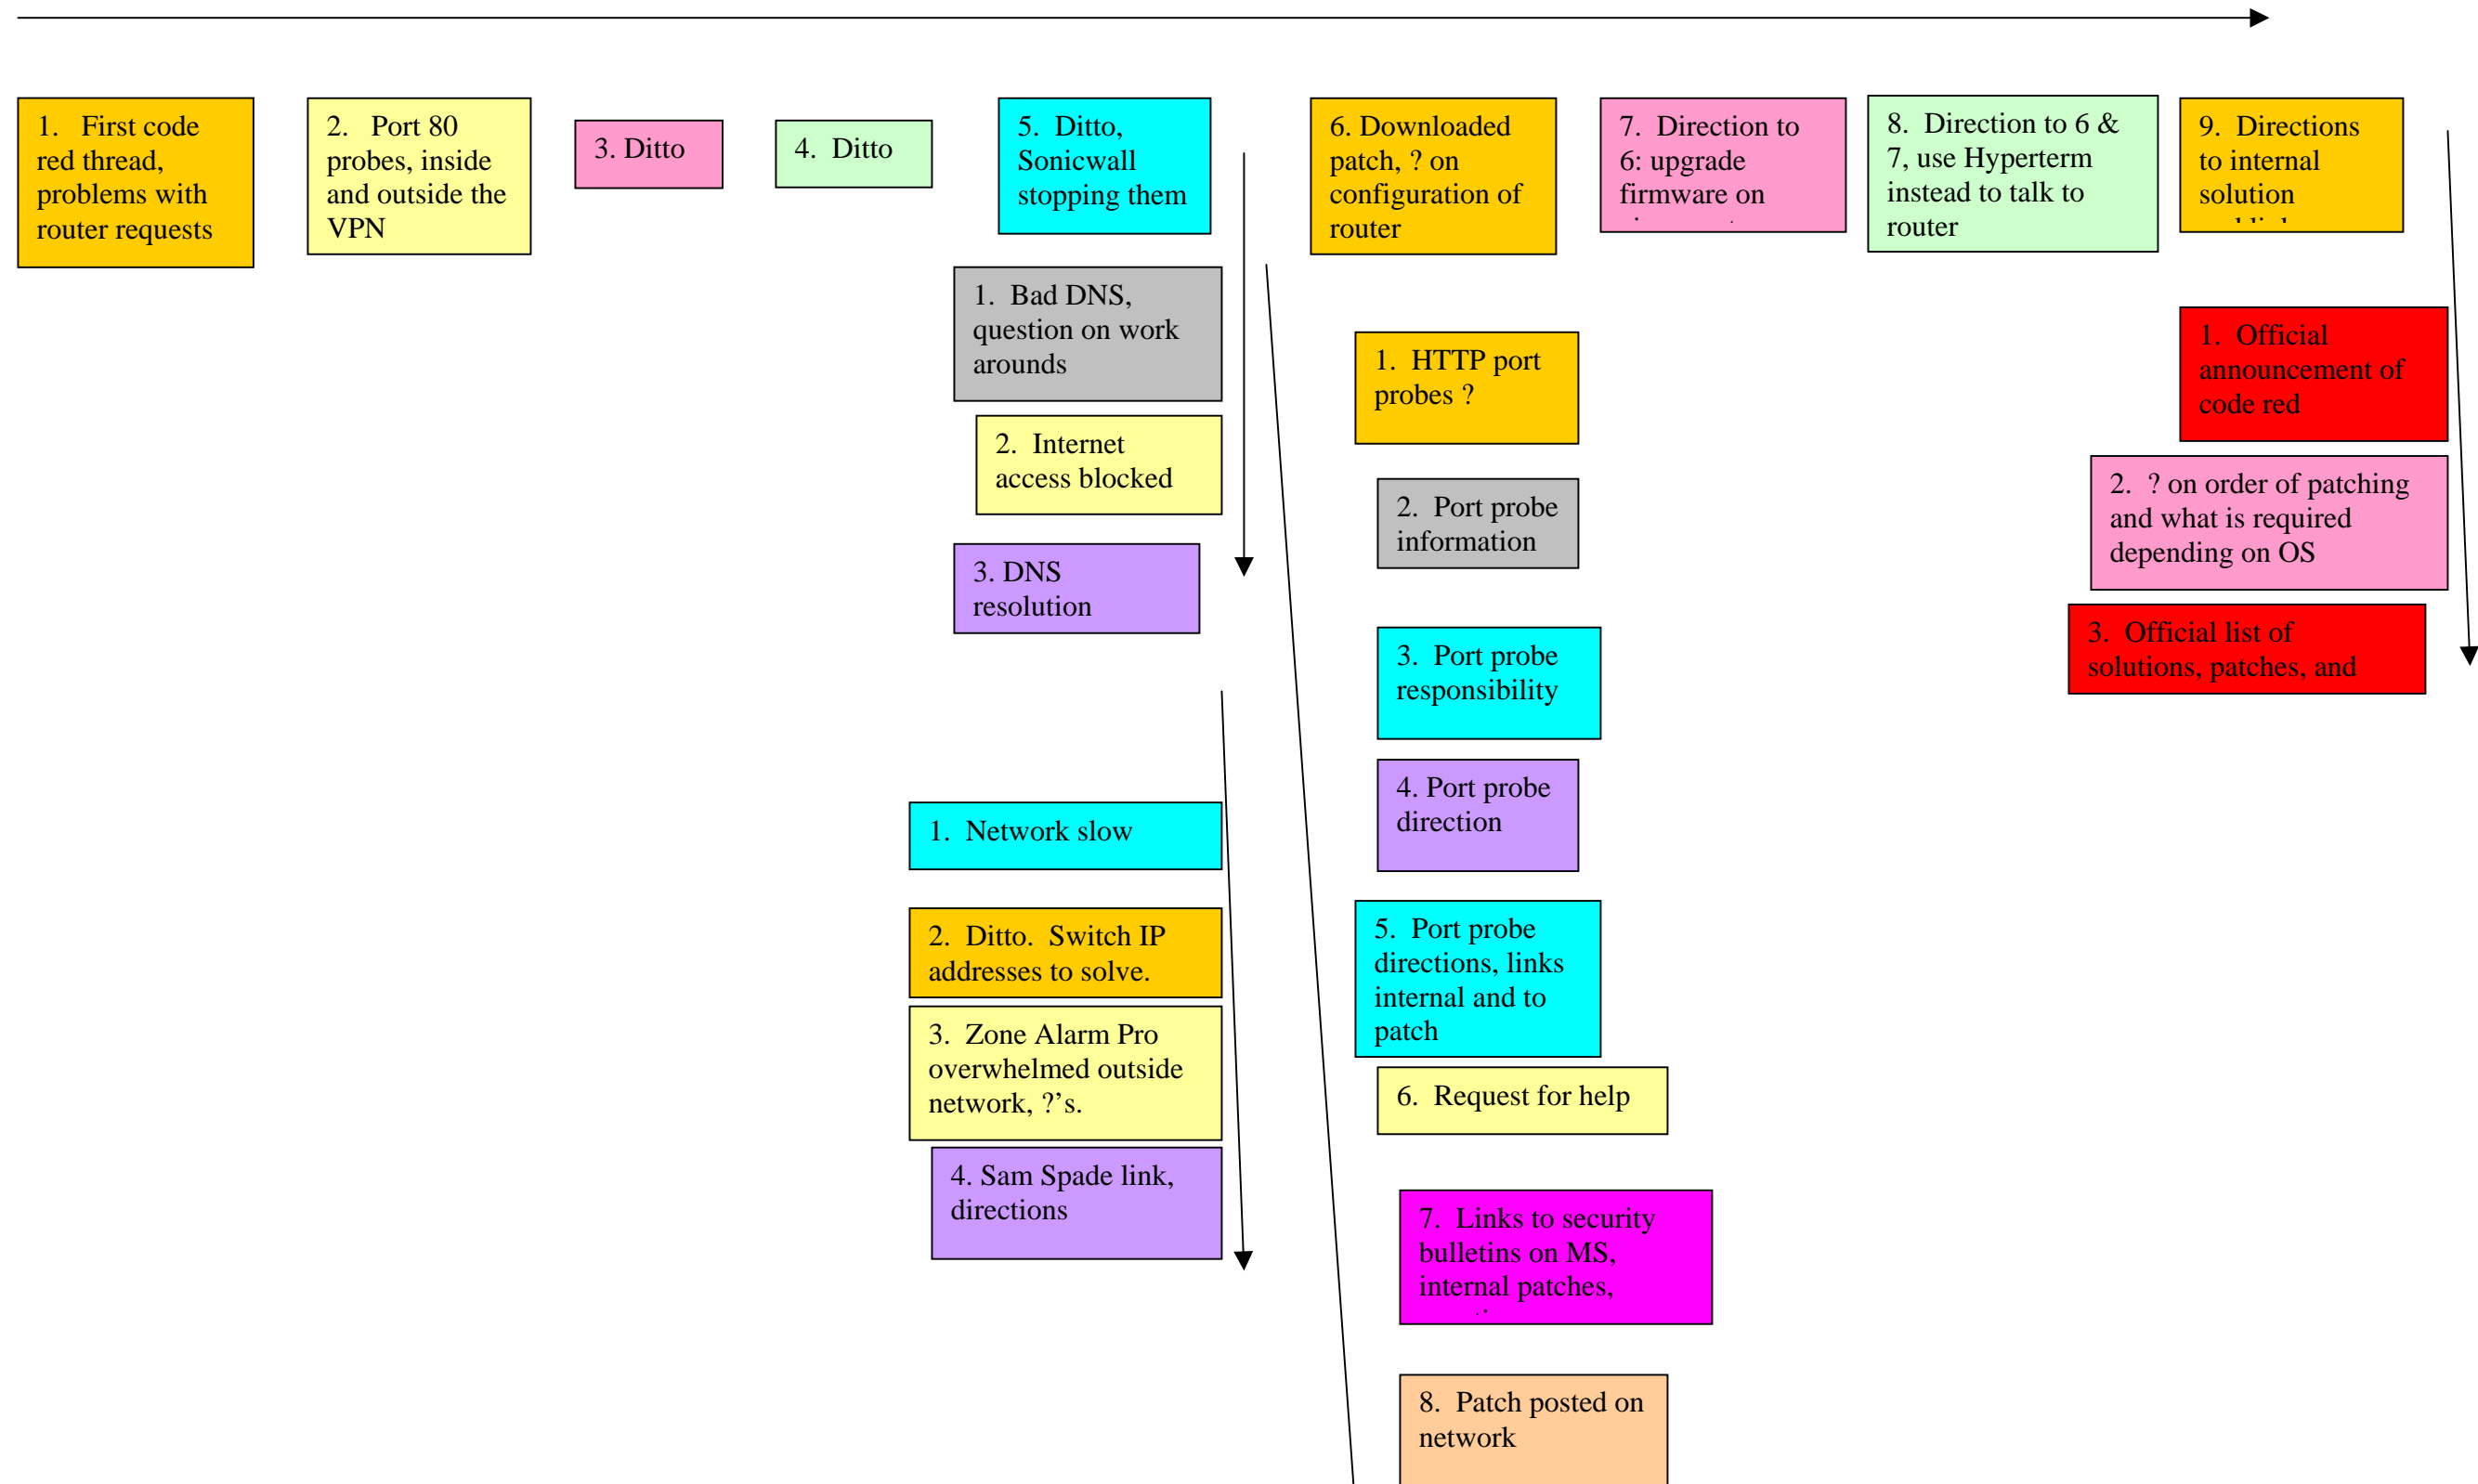 1. First code
red thread,
problems with
router requests
2. Port 80
probes, inside
and outside the
VPN
3. Ditto
4. Ditto
5. Ditto,
Sonicwall
stopping them
6. Downloaded
patch, ? on
configuration of
router
7. Direction to
6: upgrade
firmware on
8. Direction to 6 &
7, use Hyperterm
instead to talk to
router
9. Directions
to internal
solution
1. Bad DNS,
question on work
arounds
2. Internet
access blocked
3. DNS
resolution
1. Network slow
2. Ditto. Switch IP
addresses to solve.
3. Zone Alarm Pro
overwhelmed outside
network, ?’s.
4. Sam Spade link,
directions
1. HTTP port
probes ?
2. Port probe
information
3. Port probe
responsibility
4. Port probe
direction
5. Port probe
directions, links
internal and to
patch
6. Request for help
7. Links to security
bulletins on MS,
internal patches,
8. Patch posted on
network
1. Official
announcement of
code red
2. ? on order of patching
and what is required
depending on OS
3. Official list of
solutions, patches, and